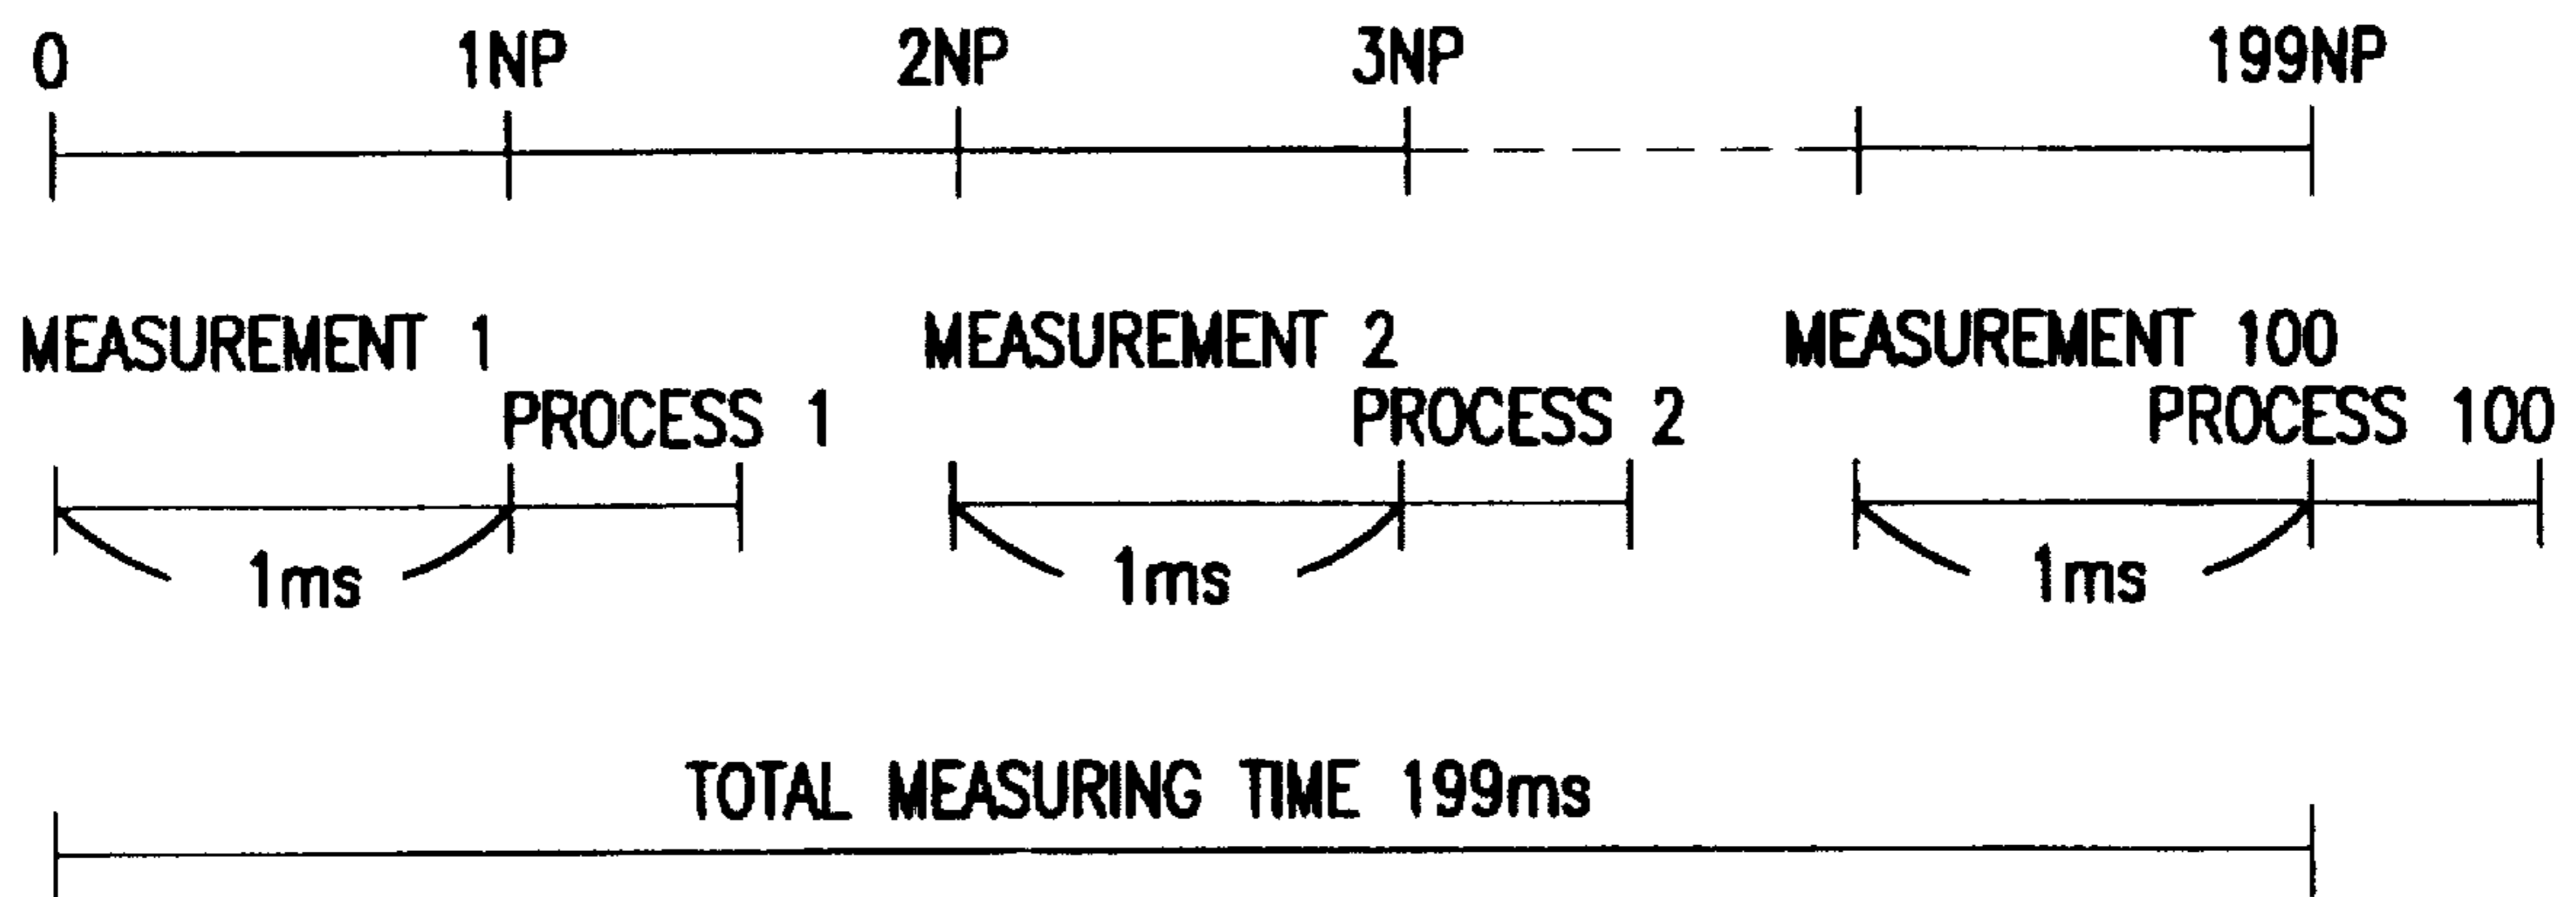 0 1NP 2NP 3NP 199NP
MEASUREMENT 1 MEASUREMENT 2 MEASUREMENT 100
PROCESS 1 PROCESS 2 PROCESS 100
1ms 1ms 1ms
TOTAL MEASURING TIME 199ms